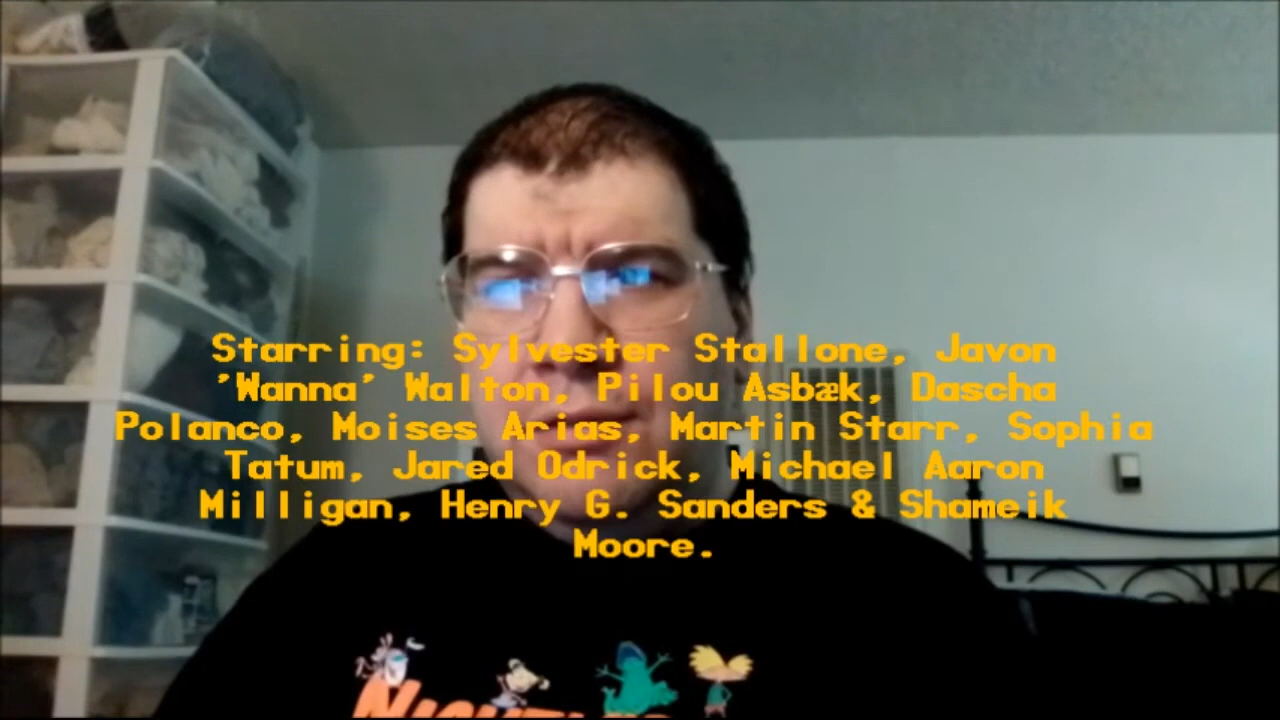 Starring: Sylvester Stallone, Javon
'Wanna' Walton, Pilou Asbæk, Dascha
Polanco, Moises Arias, Martin Starr, Sophia
Tatum, Jared Odrick, Michael Aaron
Milligan, Henry G. Sanders & Shameik
Moore.